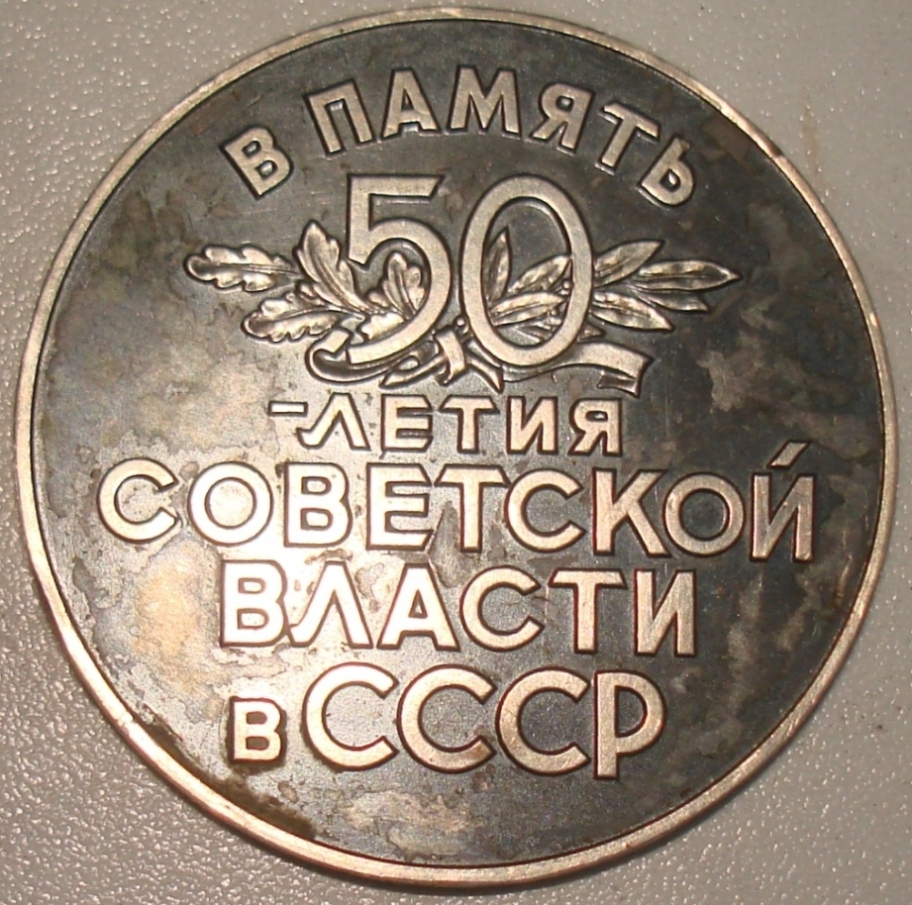 В ПАМЯТЬ
50
-ЛЕТИЯ
СОВЕТСКОЙ
ВЛАСТИ
в СССР